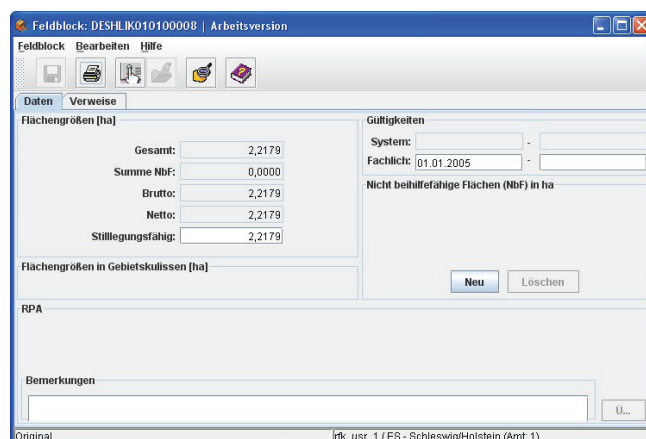 Feldblock: DESHLIK010100008 | Arbeitsversion
Feldblock Bearbeiten Hilfe
Daten Verweise
Flächengrößen [ha]
Gesamt: 2,2179
Summe NbF: 0,0000
Brutto: 2,2179
Netto: 2,2179
Stilllegungsfähig: 2,2179
Flächengrößen in Gebietskulissen [ha]
Gültigkeiten
System: -
Fachlich: 01.01.2005 -
Nicht beihilfefähige Flächen (NbF) in ha
Neu Löschen
RPA
Bemerkungen
Ü...
Original
rfk_usr_1 / ES - Schleswig/Holstein (Amt: 1)